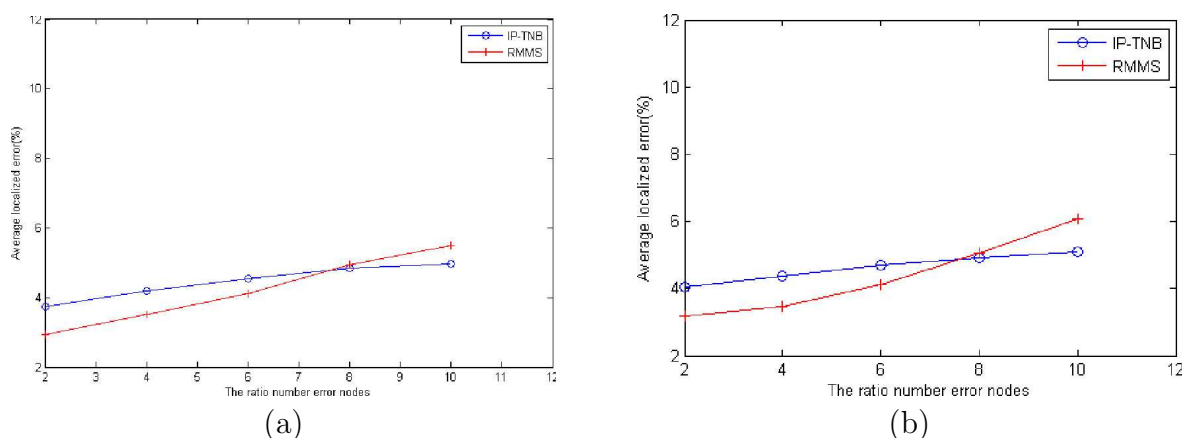 12
10
8
6
4
2
Average localized error(%)
IP-TNB
RMMS
2 3 4 5 6 7 8 9 10 11 12
The ratio number error nodes
(a)
12
10
8
6
4
2
Average localized error(%)
IP-TNB
RMMS
2 4 6 8 10 12
The ratio number error nodes
(b)